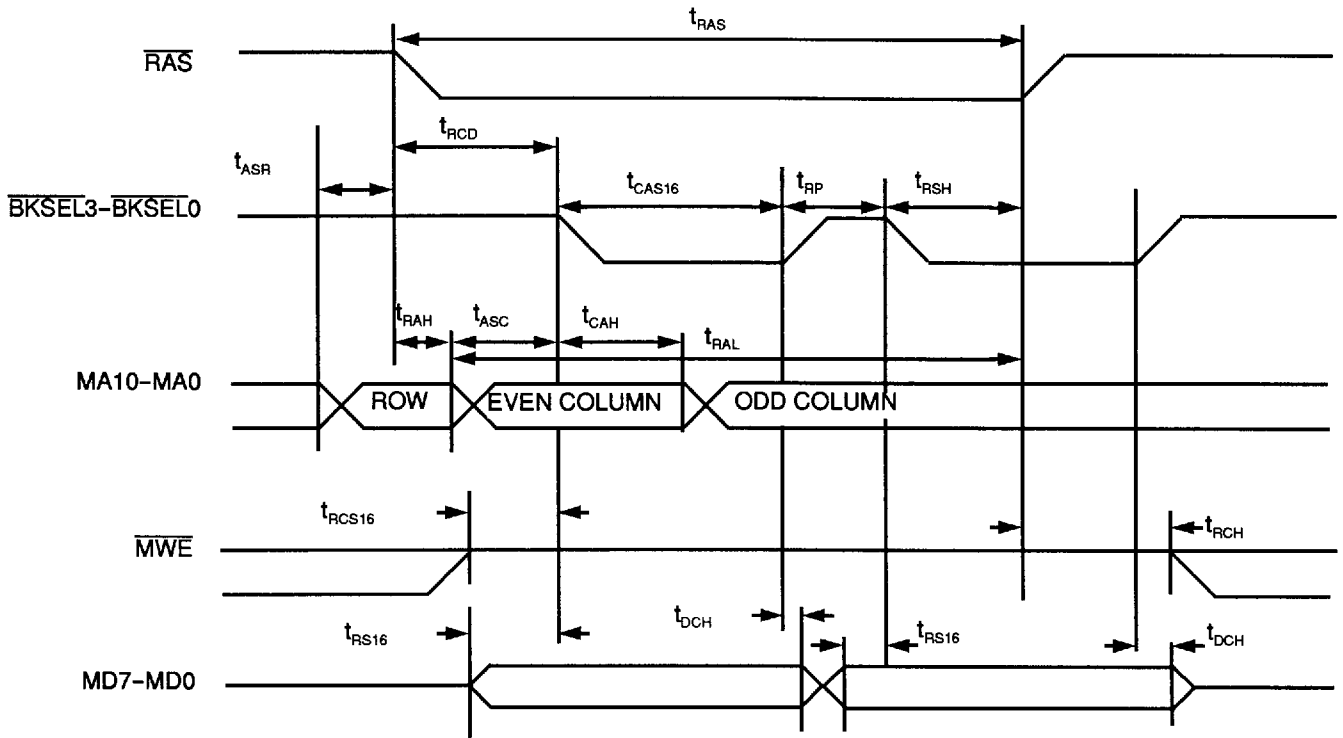 tRAS
RAS
tRCD
tASR
tCAS16
tRP
tRSH
BKSEL3–BKSEL0
tRAH
tASC
tCAH
tRAL
MA10–MA0
ROW
EVEN COLUMN
ODD COLUMN
tRCS16
MWE
tRCH
tRS16
tDCH
tRS16
tDCH
MD7–MD0